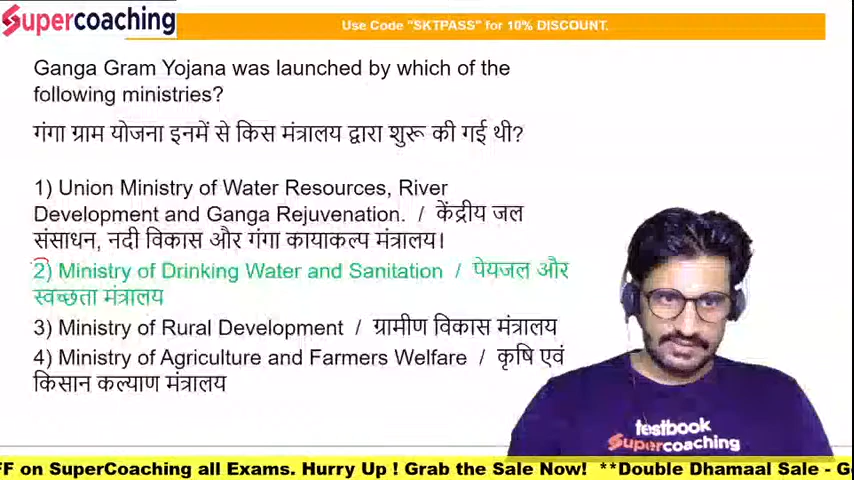 Supercoaching
Use Code "SKTPASS" for 10% DISCOUNT.
Ganga Gram Yojana was launched by which of the
following ministries?
गंगा ग्राम योजना इनमें से किस मंत्रालय द्वारा शुरू की गई थी?
1) Union Ministry of Water Resources, River
Development and Ganga Rejuvenation. / केंद्रीय जल
संसाधन, नदी विकास और गंगा कायाकल्प मंत्रालय।
2) Ministry of Drinking Water and Sanitation / पेयजल और
स्वच्छता मंत्रालय
3) Ministry of Rural Development / ग्रामीण विकास मंत्रालय
4) Ministry of Agriculture and Farmers Welfare / कृषि एवं
किसान कल्याण मंत्रालय
testbook
Supercoaching
FF on SuperCoaching all Exams. Hurry Up ! Grab the Sale Now! **Double Dhamaal Sale - G